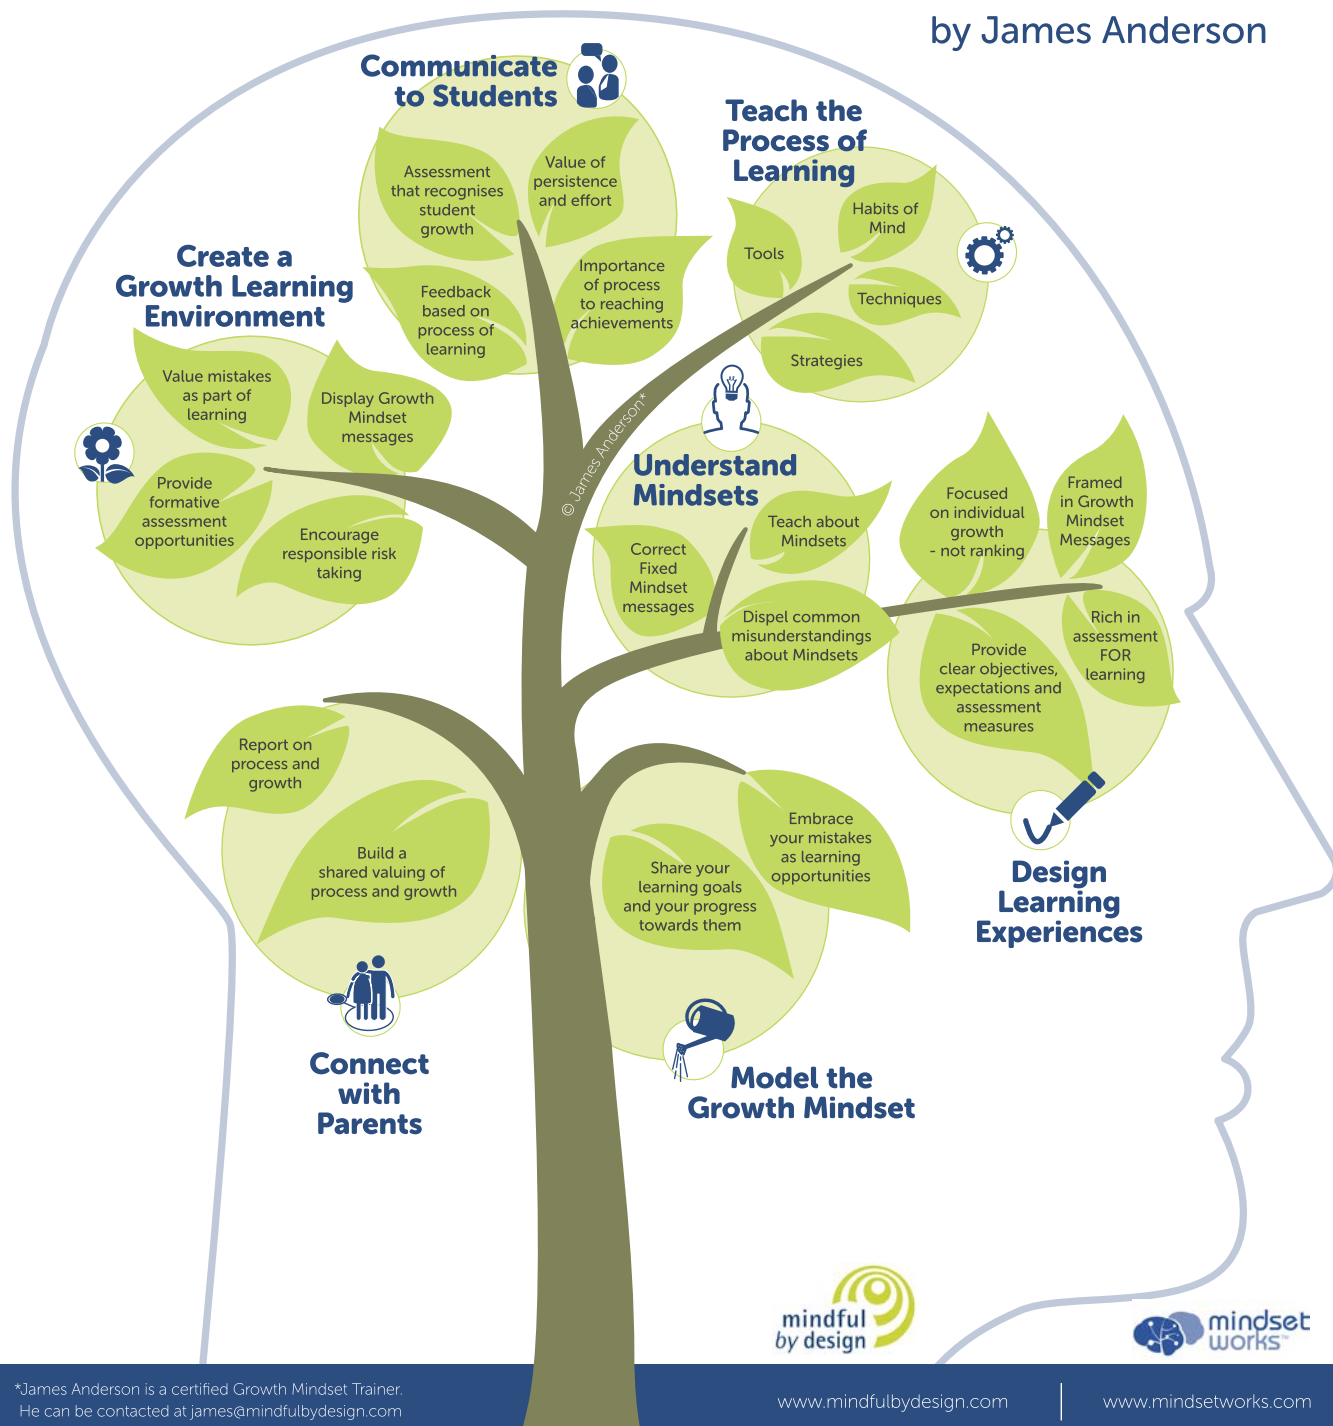 by James Anderson
Communicate
to Students
Assessment
that recognises
student
growth
Value of
persistence
and effort
Feedback
based on
process of
learning
Importance
of process
to reaching
achievements
Teach the
Process of
Learning
Habits of
Mind
Tools
Techniques
Strategies
Create a
Growth Learning
Environment
Value mistakes
as part of
learning
Display Growth
Mindset
messages
Provide
formative
assessment
opportunities
Encourage
responsible risk
taking
© James Anderson*
Understand
Mindsets
Teach about
Mindsets
Correct
Fixed
Mindset
messages
Dispel common
misunderstandings
about Mindsets
Focused
on individual
growth
- not ranking
Framed
in Growth
Mindset
Messages
Provide
clear objectives,
expectations and
assessment
measures
Rich in
assessment
FOR
learning
Design
Learning
Experiences
Report on
process and
growth
Build a
shared valuing of
process and growth
Connect
with
Parents
Share your
learning goals
and your progress
towards them
Embrace
your mistakes
as learning
opportunities
Model the
Growth Mindset
mindful
by design
mindset
works™
*James Anderson is a certified Growth Mindset Trainer.
He can be contacted at james@mindfulbydesign.com
www.mindfulbydesign.com
www.mindsetworks.com